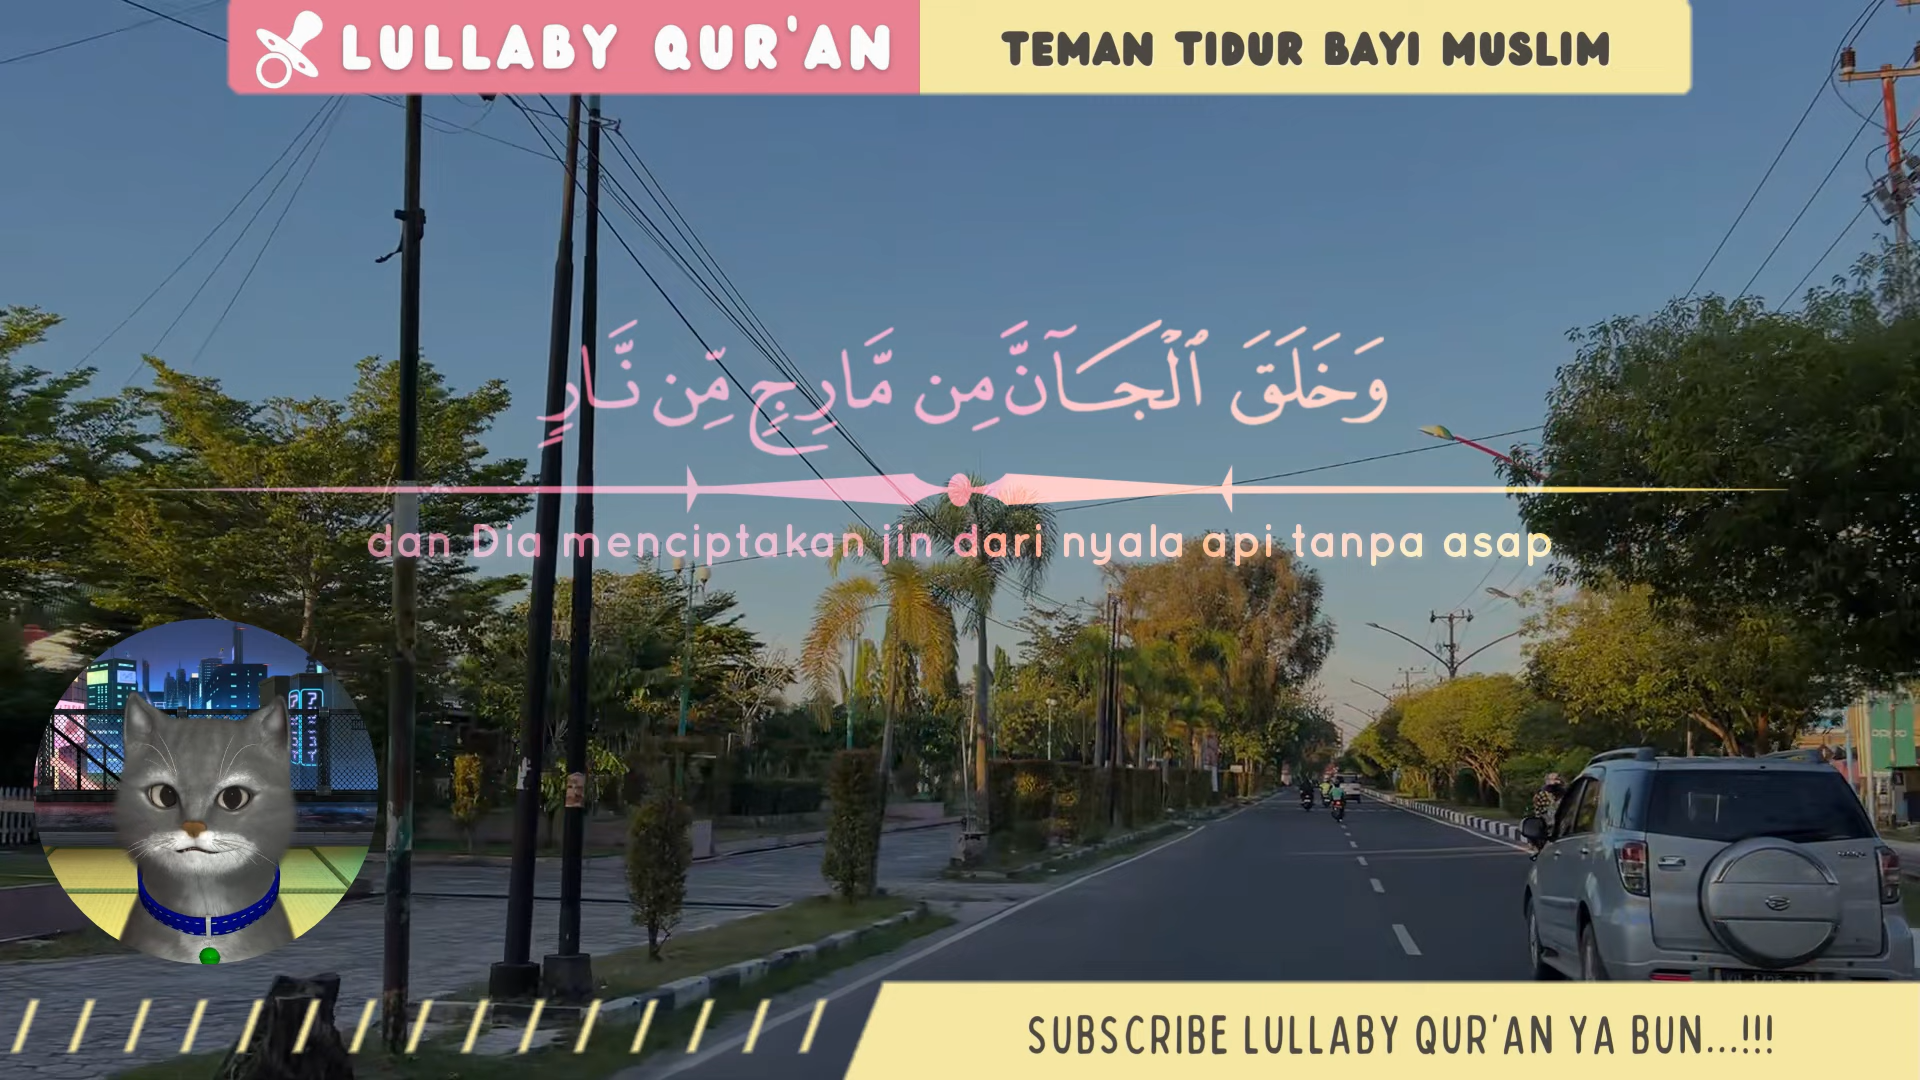 LULLABY QUR'AN
TEMAN TIDUR BAYI MUSLIM
وَخَلَقَ ٱلْجَآنَّ مِن مَّارِجٍ مِّن نَّارٍ
dan Dia menciptakan jin dari nyala api tanpa asap
SUBSCRIBE LULLABY QUR'AN YA BUN...!!!